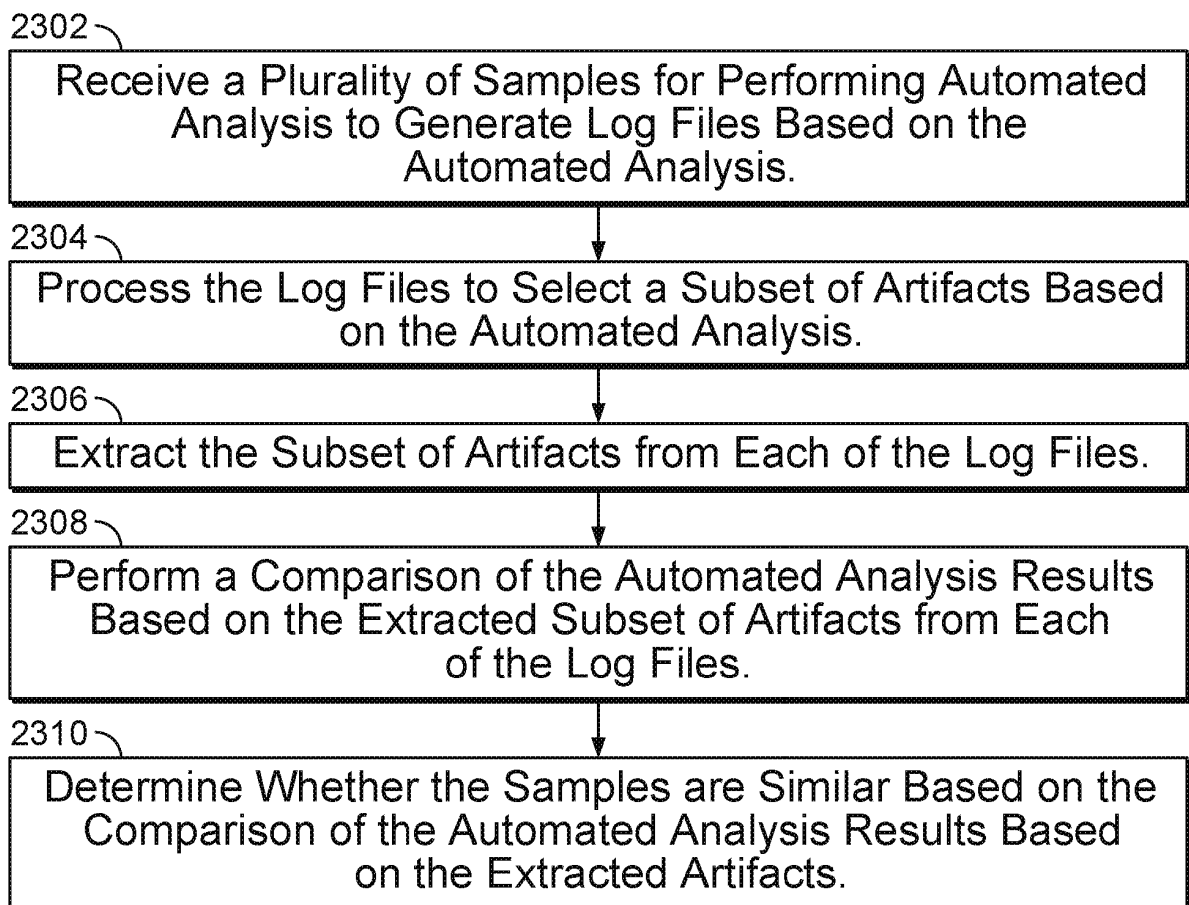 2302
Receive a Plurality of Samples for Performing Automated
Analysis to Generate Log Files Based on the
Automated Analysis.
2304
Process the Log Files to Select a Subset of Artifacts Based
on the Automated Analysis.
2306
Extract the Subset of Artifacts from Each of the Log Files.
2308
Perform a Comparison of the Automated Analysis Results
Based on the Extracted Subset of Artifacts from Each
of the Log Files.
2310
Determine Whether the Samples are Similar Based on the
Comparison of the Automated Analysis Results Based
on the Extracted Artifacts.